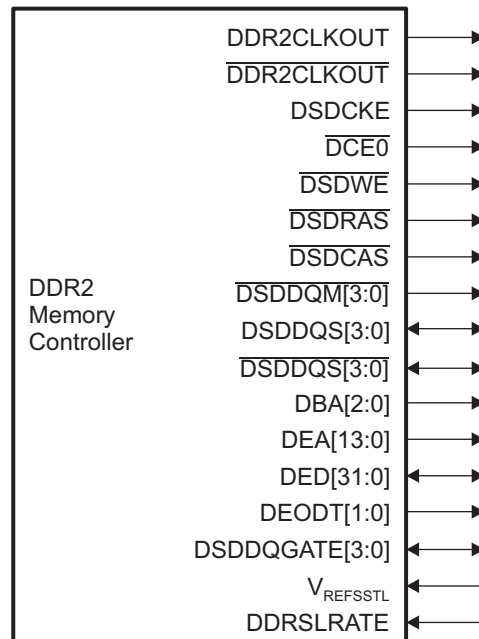 DDR2CLKOUT
DDR2CLKOUT
DSDCKE
DCE0
DSDWE
DSDRAS
DSDCAS
DDR2
Memory
Controller
DSDDQM[3:0]
DSDDQS[3:0]
DSDDQS[3:0]
DBA[2:0]
DEA[13:0]
DED[31:0]
DEODT[1:0]
DSDDQGATE[3:0]
VREFSSTL
DDRSLRATE